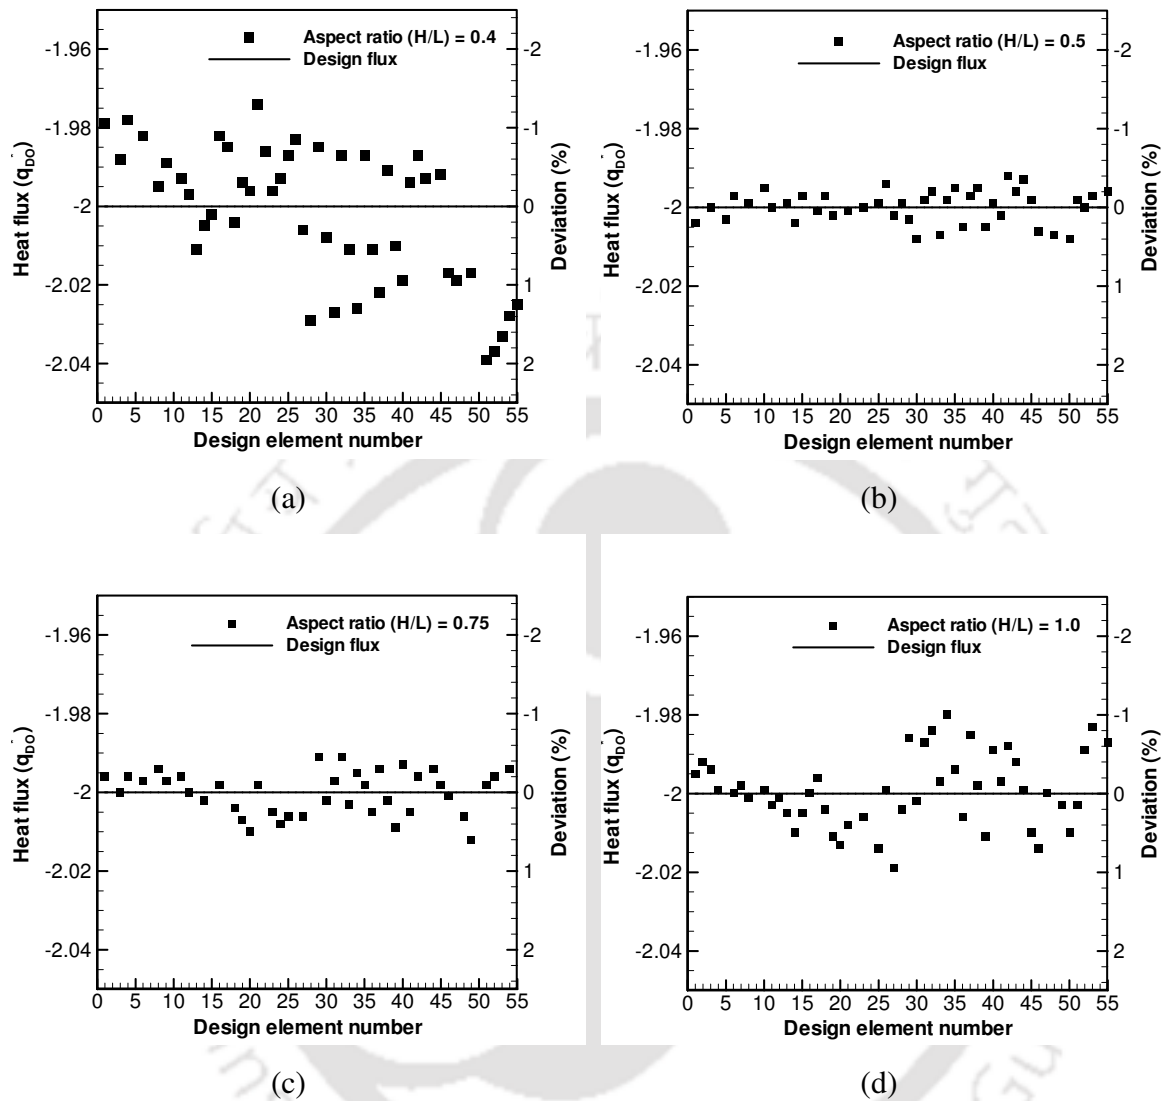 Aspect ratio (H/L) = 0.4
Design flux
Heat flux (q"DO)
-1.96
-1.98
-2
-2.02
-2.04
-2
-1
0
1
2
Deviation (%)
0 5 10 15 20 25 30 35 40 45 50 55
Design element number
(a)
Aspect ratio (H/L) = 0.5
Design flux
Heat flux (q"DO)
-1.96
-1.98
-2
-2.02
-2.04
-2
-1
0
1
2
Deviation (%)
0 5 10 15 20 25 30 35 40 45 50 55
Design element number
(b)
Aspect ratio (H/L) = 0.75
Design flux
Heat flux (q"DO)
-1.96
-1.98
-2
-2.02
-2.04
-2
-1
0
1
2
Deviation (%)
0 5 10 15 20 25 30 35 40 45 50 55
Design element number
(c)
Aspect ratio (H/L) = 1.0
Design flux
Heat flux (q"DO)
-1.96
-1.98
-2
-2.02
-2.04
-2
-1
0
1
2
Deviation (%)
0 5 10 15 20 25 30 35 40 45 50 55
Design element number
(d)